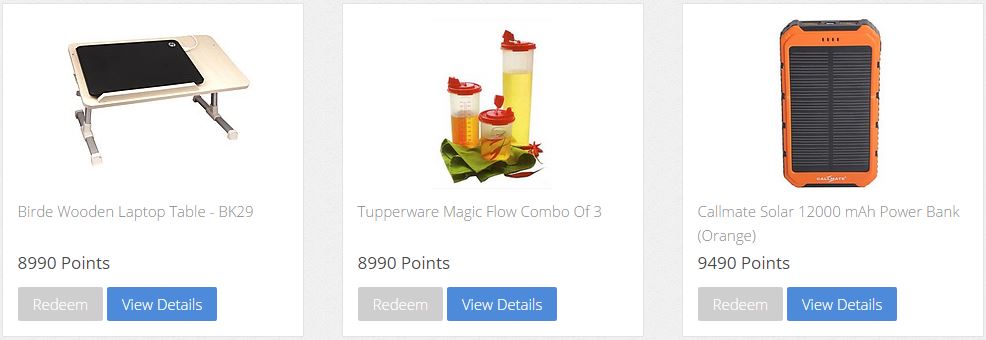 Birde Wooden Laptop Table - BK29
8990 Points
Redeem View Details
Tupperware Magic Flow Combo Of 3
8990 Points
Redeem View Details
CALLMATE
Callmate Solar 12000 mAh Power Bank
(Orange)
9490 Points
Redeem View Details